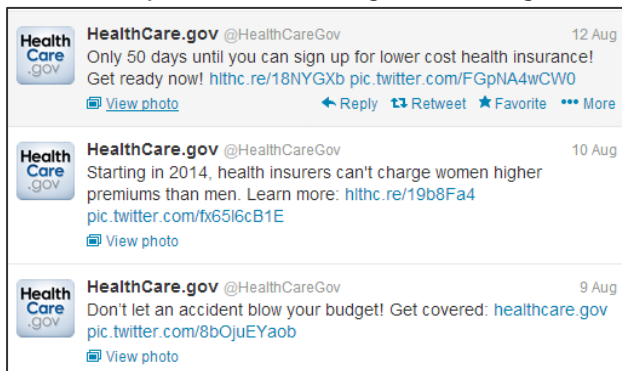 Health
Care
.gov
HealthCare.gov @HealthCareGov 12 Aug
Only 50 days until you can sign up for lower cost health insurance!
Get ready now! hlthc.re/18NYGXb pic.twitter.com/FGpNA4wCW0
View photo Reply Retweet Favorite More
Health
Care
.gov
HealthCare.gov @HealthCareGov 10 Aug
Starting in 2014, health insurers can't charge women higher
premiums than men. Learn more: hlthc.re/19b8Fa4
pic.twitter.com/fx65l6cB1E
View photo
Health
Care
.gov
HealthCare.gov @HealthCareGov 9 Aug
Don't let an accident blow your budget! Get covered: healthcare.gov
pic.twitter.com/8bOjuEYaob
View photo